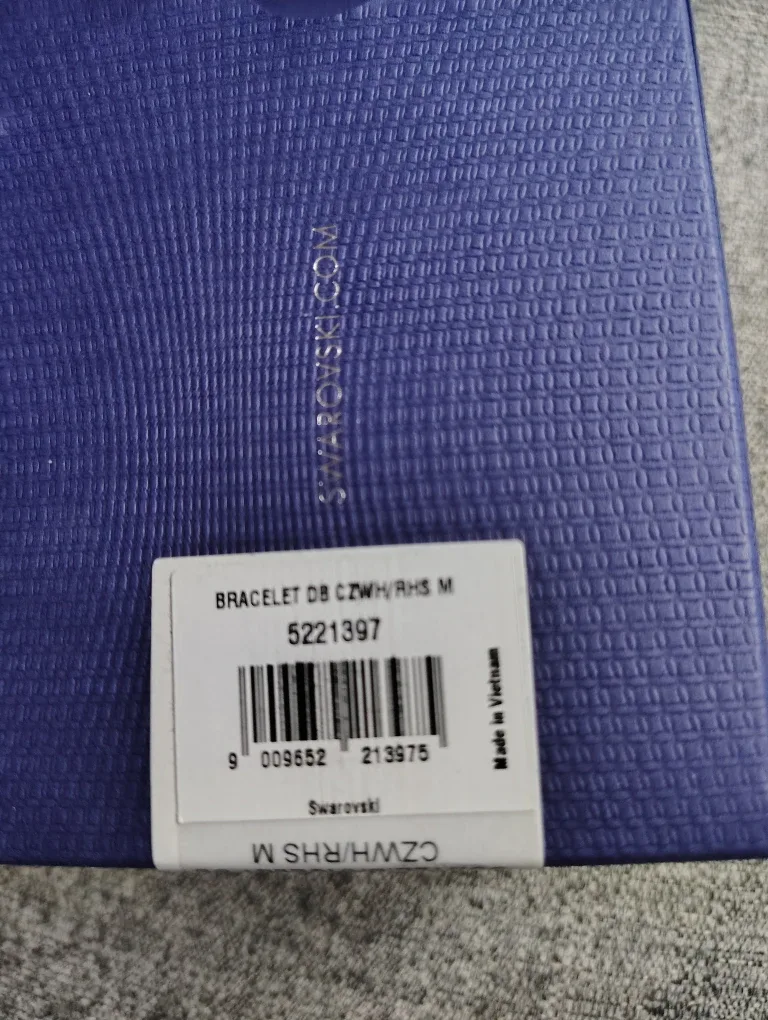 SWAROVSKI.COM
BRACELET DB CZWH/RHS M
5221397
9 009652 213975
Made in Vietnam
Swarovski
CZWH/RHS M